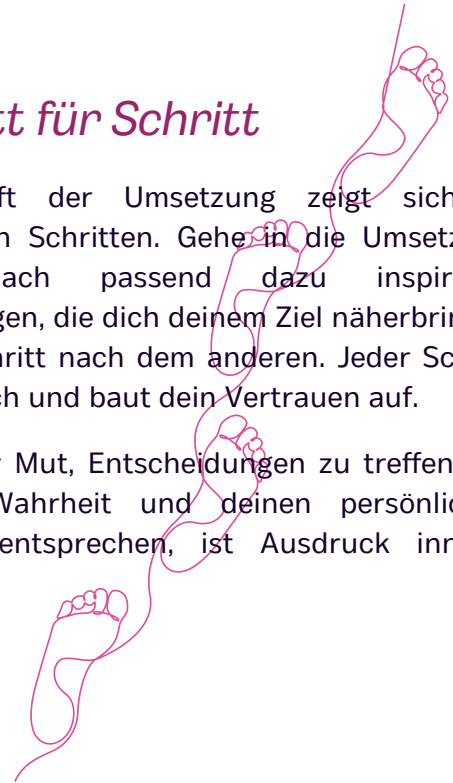 tt für Schritt
ft der Umsetzung zeigt sich
n Schritten. Gehe in die Umsetz
ach passend dazu inspir
gen, die dich deinem Ziel näherbrin
ritt nach dem anderen. Jeder Sc
ch und baut dein Vertrauen auf.
r Mut, Entscheidungen zu treffen
Wahrheit und deinen persönlic
entsprechen, ist Ausdruck inn